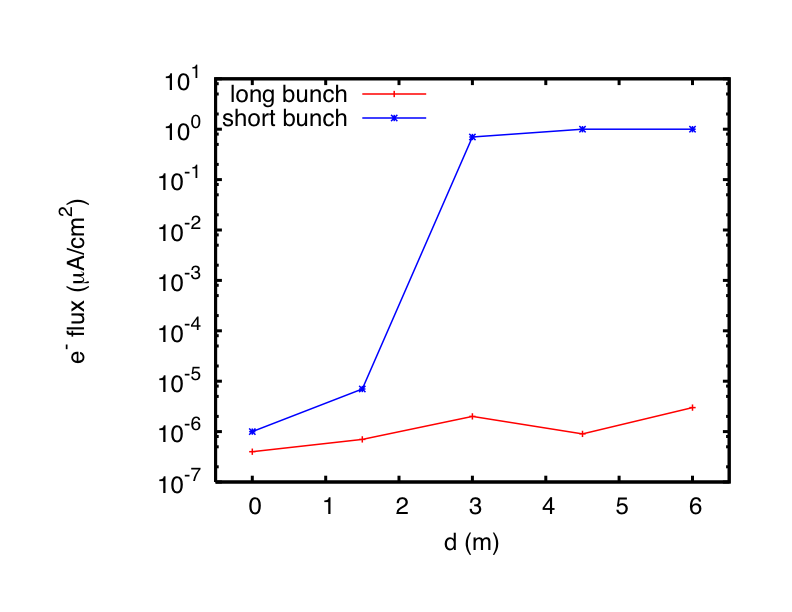 10^1
10^0
10^-1
10^-2
10^-3
10^-4
10^-5
10^-6
10^-7
long bunch
short bunch
e^- flux (μA/cm^2)
0 1 2 3 4 5 6
d (m)